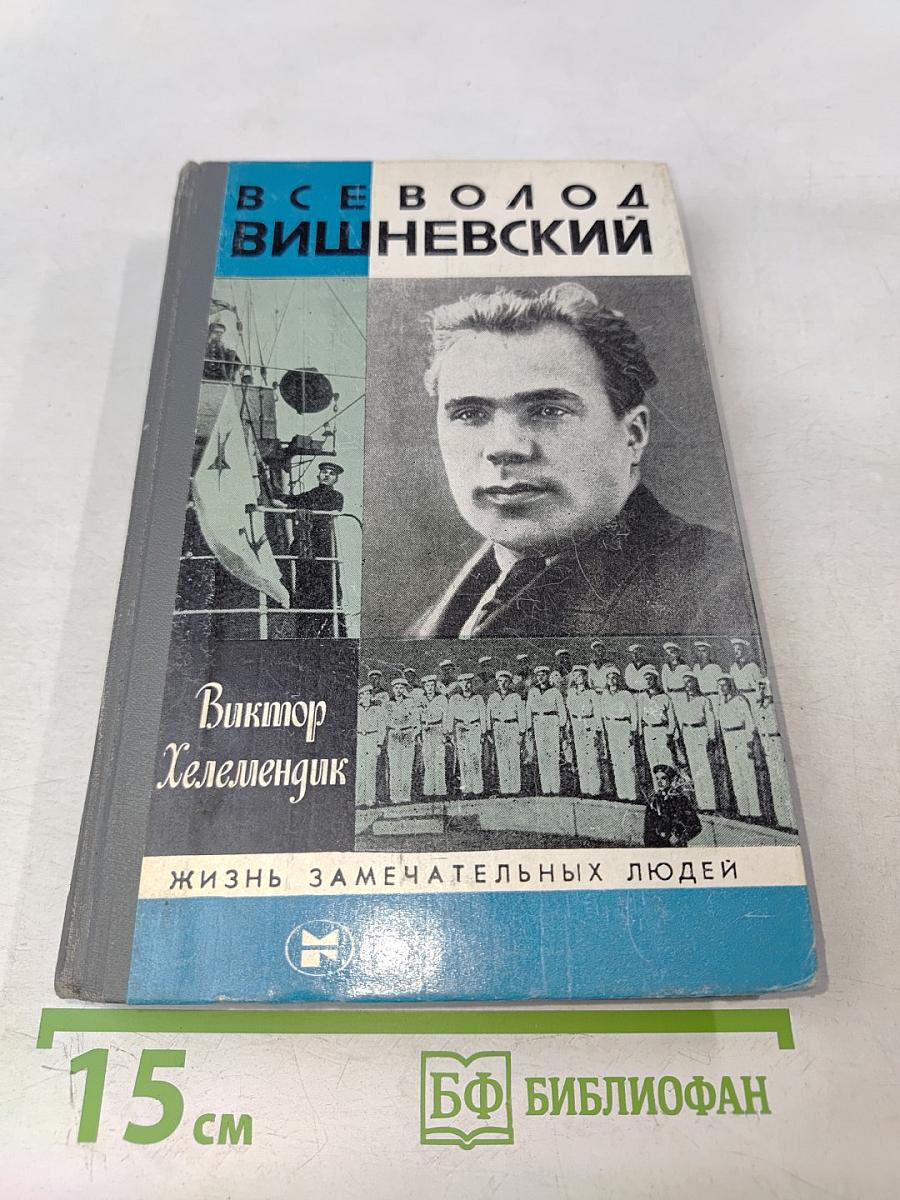 ВСЕВОЛОД
ВИШНЕВСКИЙ
Виктор
Хелемендик
ЖИЗНЬ ЗАМЕЧАТЕЛЬНЫХ ЛЮДЕЙ
15 см
БФ БИБЛИОФАН